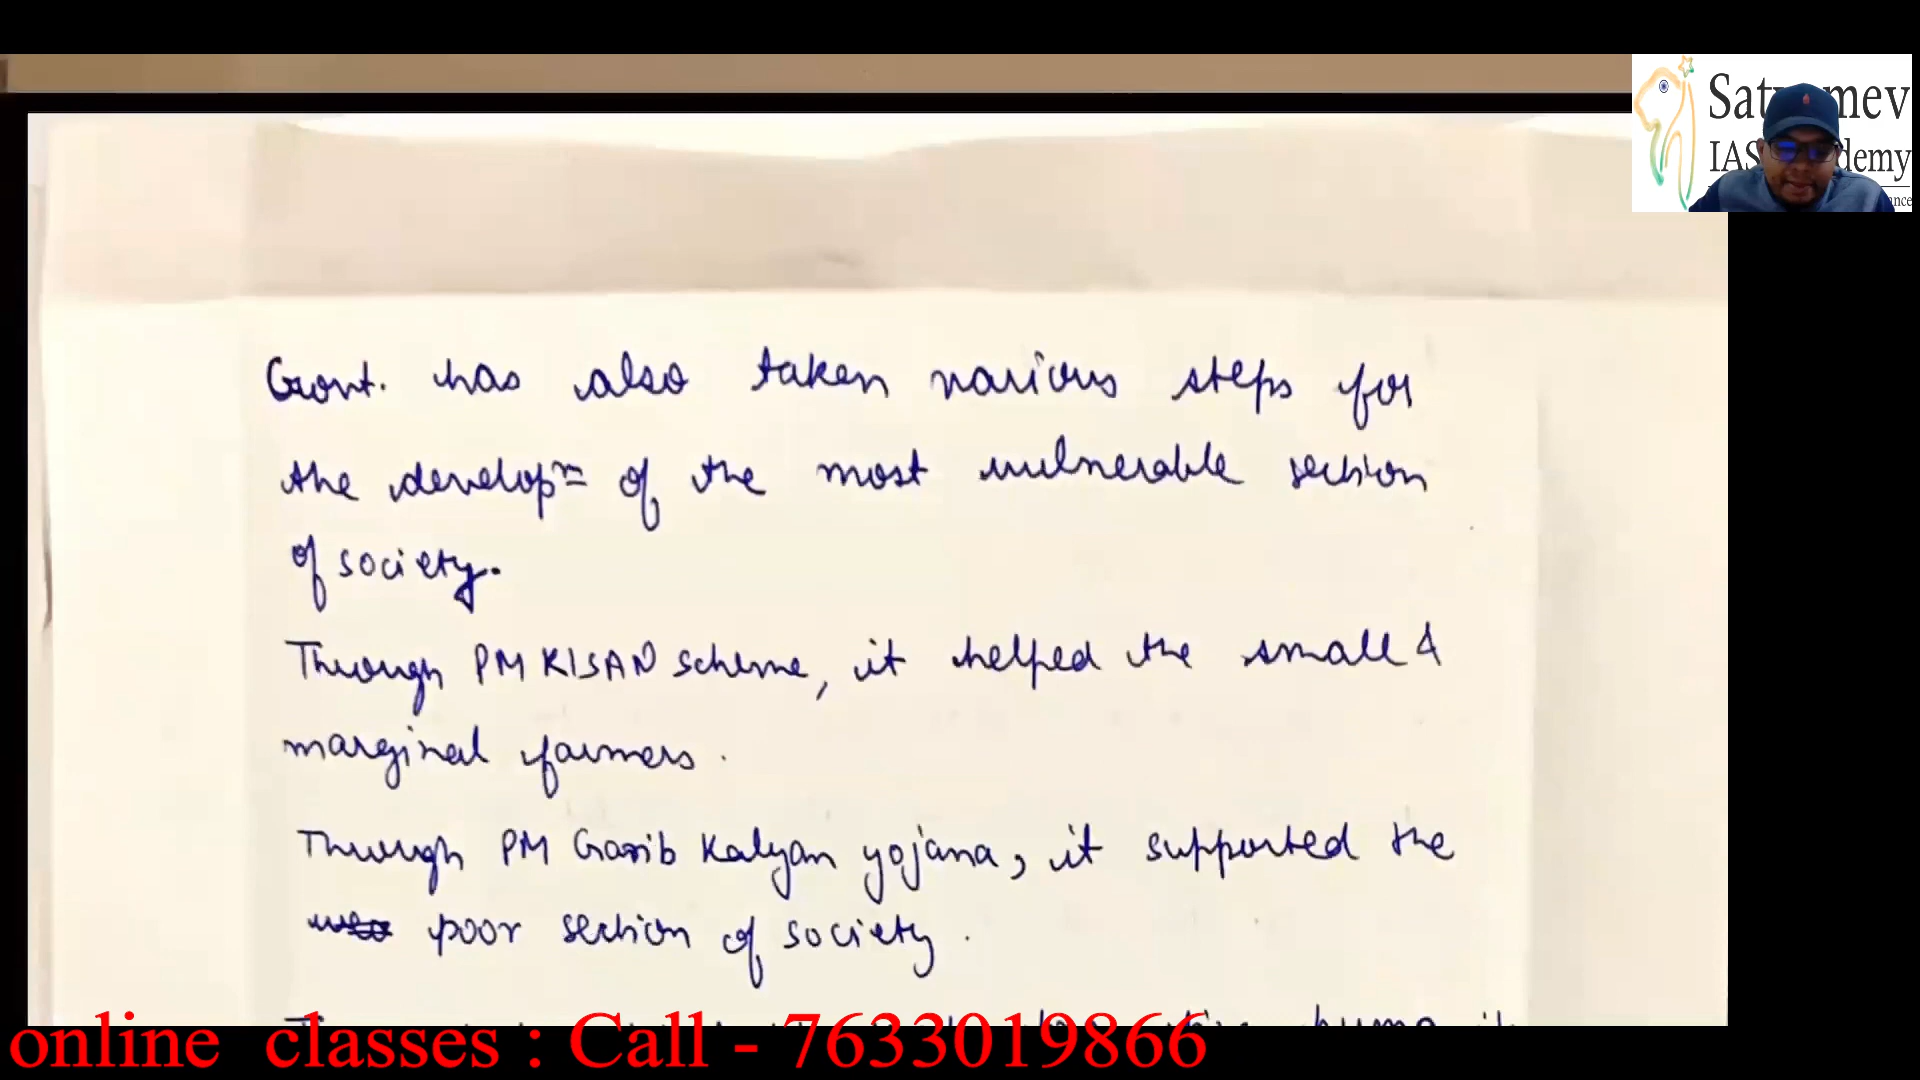 Satyamev
IAS Academy
Govt. has also taken various steps for
the developmn of the most vulnerable section
of society.
Through PM KISAN scheme, it helped the small &
marginal farmers.
Through PM Garib Kalyan yojana, it supported the
poor section of society.
online classes : Call - 7633019866